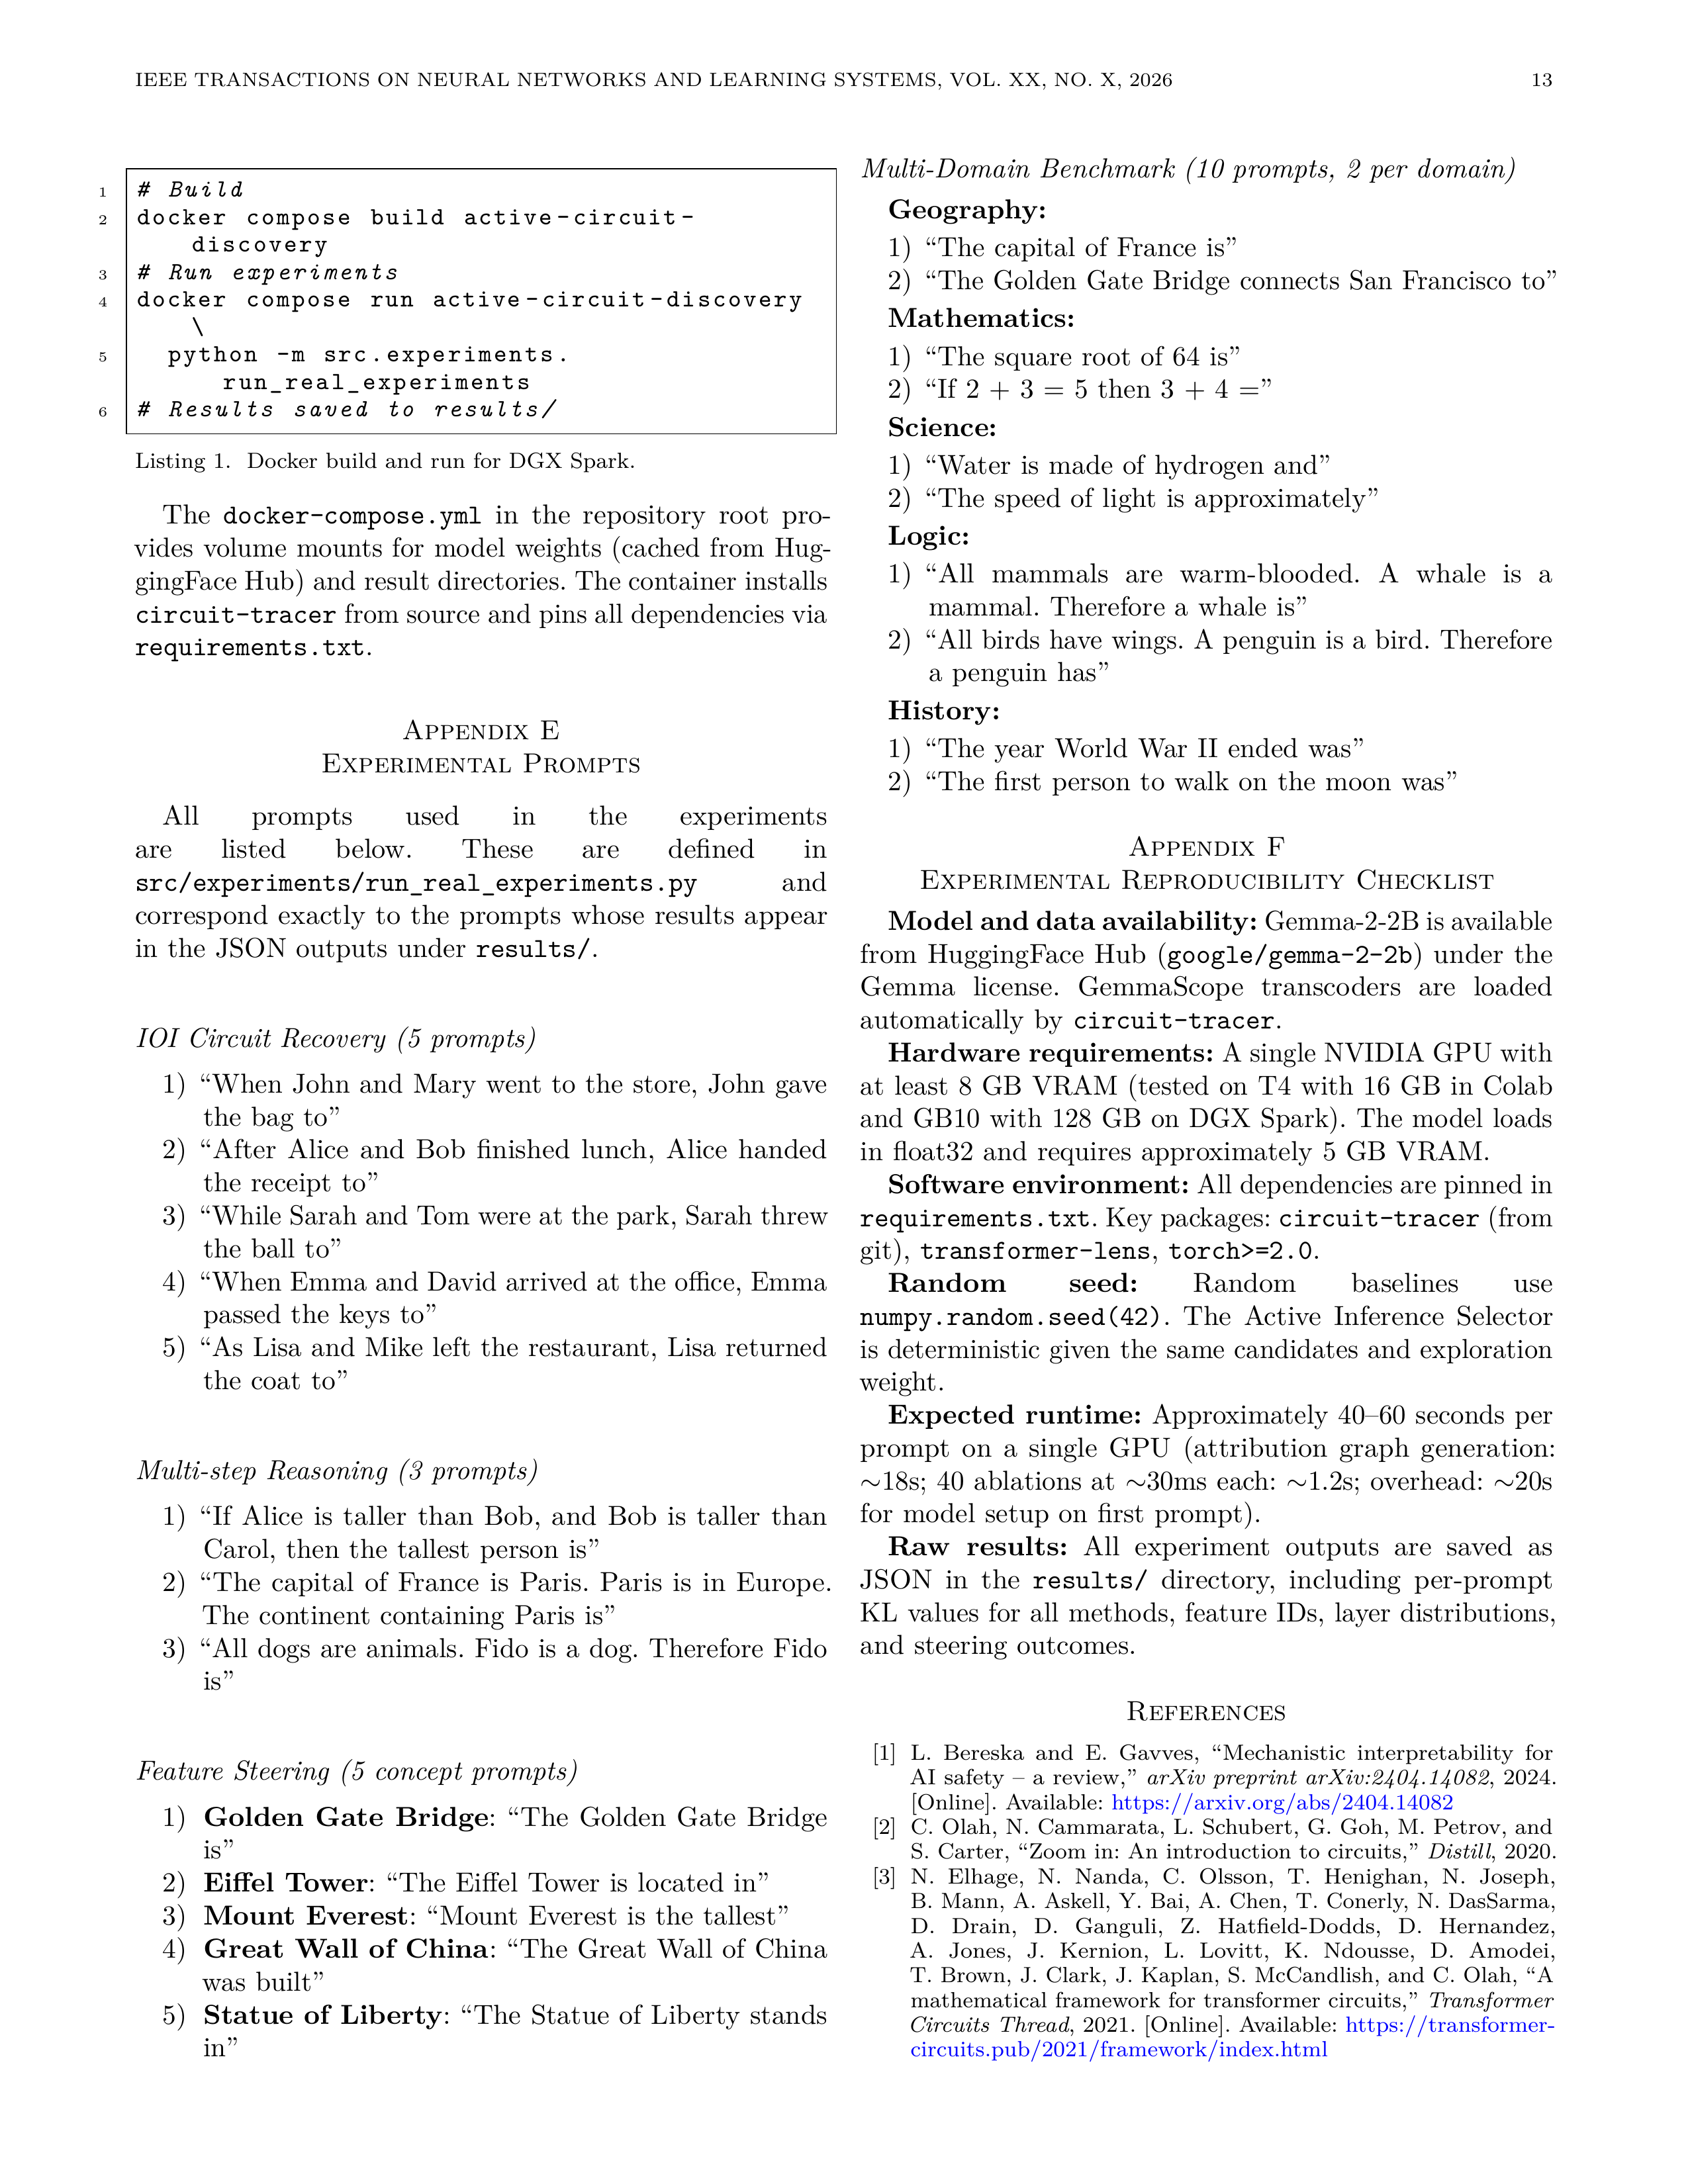 IEEE TRANSACTIONS ON NEURAL NETWORKS AND LEARNING SYSTEMS, VOL. XX, NO. X, 2026 13
1 # Build
2 docker compose build active-circuit-
discovery
3 # Run experiments
4 docker compose run active-circuit-discovery
\
5 python -m src.experiments.
run_real_experiments
6 # Results saved to results/
Listing 1. Docker build and run for DGX Spark.
The docker-compose.yml in the repository root pro-
vides volume mounts for model weights (cached from Hug-
gingFace Hub) and result directories. The container installs
circuit-tracer from source and pins all dependencies via
requirements.txt.
Appendix E
Experimental Prompts
All prompts used in the experiments
are listed below. These are defined in
src/experiments/run_real_experiments.py and
correspond exactly to the prompts whose results appear
in the JSON outputs under results/.
IOI Circuit Recovery (5 prompts)
1) “When John and Mary went to the store, John gave
the bag to”
2) “After Alice and Bob finished lunch, Alice handed
the receipt to”
3) “While Sarah and Tom were at the park, Sarah threw
the ball to”
4) “When Emma and David arrived at the office, Emma
passed the keys to”
5) “As Lisa and Mike left the restaurant, Lisa returned
the coat to”
Multi-step Reasoning (3 prompts)
1) “If Alice is taller than Bob, and Bob is taller than
Carol, then the tallest person is”
2) “The capital of France is Paris. Paris is in Europe.
The continent containing Paris is”
3) “All dogs are animals. Fido is a dog. Therefore Fido
is”
Feature Steering (5 concept prompts)
1) Golden Gate Bridge: “The Golden Gate Bridge
is”
2) Eiffel Tower: “The Eiffel Tower is located in”
3) Mount Everest: “Mount Everest is the tallest”
4) Great Wall of China: “The Great Wall of China
was built”
5) Statue of Liberty: “The Statue of Liberty stands
in”
Multi-Domain Benchmark (10 prompts, 2 per domain)
Geography:
1) “The capital of France is”
2) “The Golden Gate Bridge connects San Francisco to”
Mathematics:
1) “The square root of 64 is”
2) “If 2 + 3 = 5 then 3 + 4 =”
Science:
1) “Water is made of hydrogen and”
2) “The speed of light is approximately”
Logic:
1) “All mammals are warm-blooded. A whale is a
mammal. Therefore a whale is”
2) “All birds have wings. A penguin is a bird. Therefore
a penguin has”
History:
1) “The year World War II ended was”
2) “The first person to walk on the moon was”
Appendix F
Experimental Reproducibility Checklist
Model and data availability: Gemma-2-2B is available
from HuggingFace Hub (google/gemma-2-2b) under the
Gemma license. GemmaScope transcoders are loaded
automatically by circuit-tracer.
Hardware requirements: A single NVIDIA GPU with
at least 8 GB VRAM (tested on T4 with 16 GB in Colab
and GB10 with 128 GB on DGX Spark). The model loads
in float32 and requires approximately 5 GB VRAM.
Software environment: All dependencies are pinned in
requirements.txt. Key packages: circuit-tracer (from
git), transformer-lens, torch>=2.0.
Random seed: Random baselines use
numpy.random.seed(42). The Active Inference Selector
is deterministic given the same candidates and exploration
weight.
Expected runtime: Approximately 40–60 seconds per
prompt on a single GPU (attribution graph generation:
∼18s; 40 ablations at ∼30ms each: ∼1.2s; overhead: ∼20s
for model setup on first prompt).
Raw results: All experiment outputs are saved as
JSON in the results/ directory, including per-prompt
KL values for all methods, feature IDs, layer distributions,
and steering outcomes.
References
[1] L. Bereska and E. Gavves, “Mechanistic interpretability for
AI safety – a review,” arXiv preprint arXiv:2404.14082, 2024.
[Online]. Available: https://arxiv.org/abs/2404.14082
[2] C. Olah, N. Cammarata, L. Schubert, G. Goh, M. Petrov, and
S. Carter, “Zoom in: An introduction to circuits,” Distill, 2020.
[3] N. Elhage, N. Nanda, C. Olsson, T. Henighan, N. Joseph,
B. Mann, A. Askell, Y. Bai, A. Chen, T. Conerly, N. DasSarma,
D. Drain, D. Ganguli, Z. Hatfield-Dodds, D. Hernandez,
A. Jones, J. Kernion, L. Lovitt, K. Ndousse, D. Amodei,
T. Brown, J. Clark, J. Kaplan, S. McCandlish, and C. Olah, “A
mathematical framework for transformer circuits,” Transformer
Circuits Thread, 2021. [Online]. Available: https://transformer-
circuits.pub/2021/framework/index.html